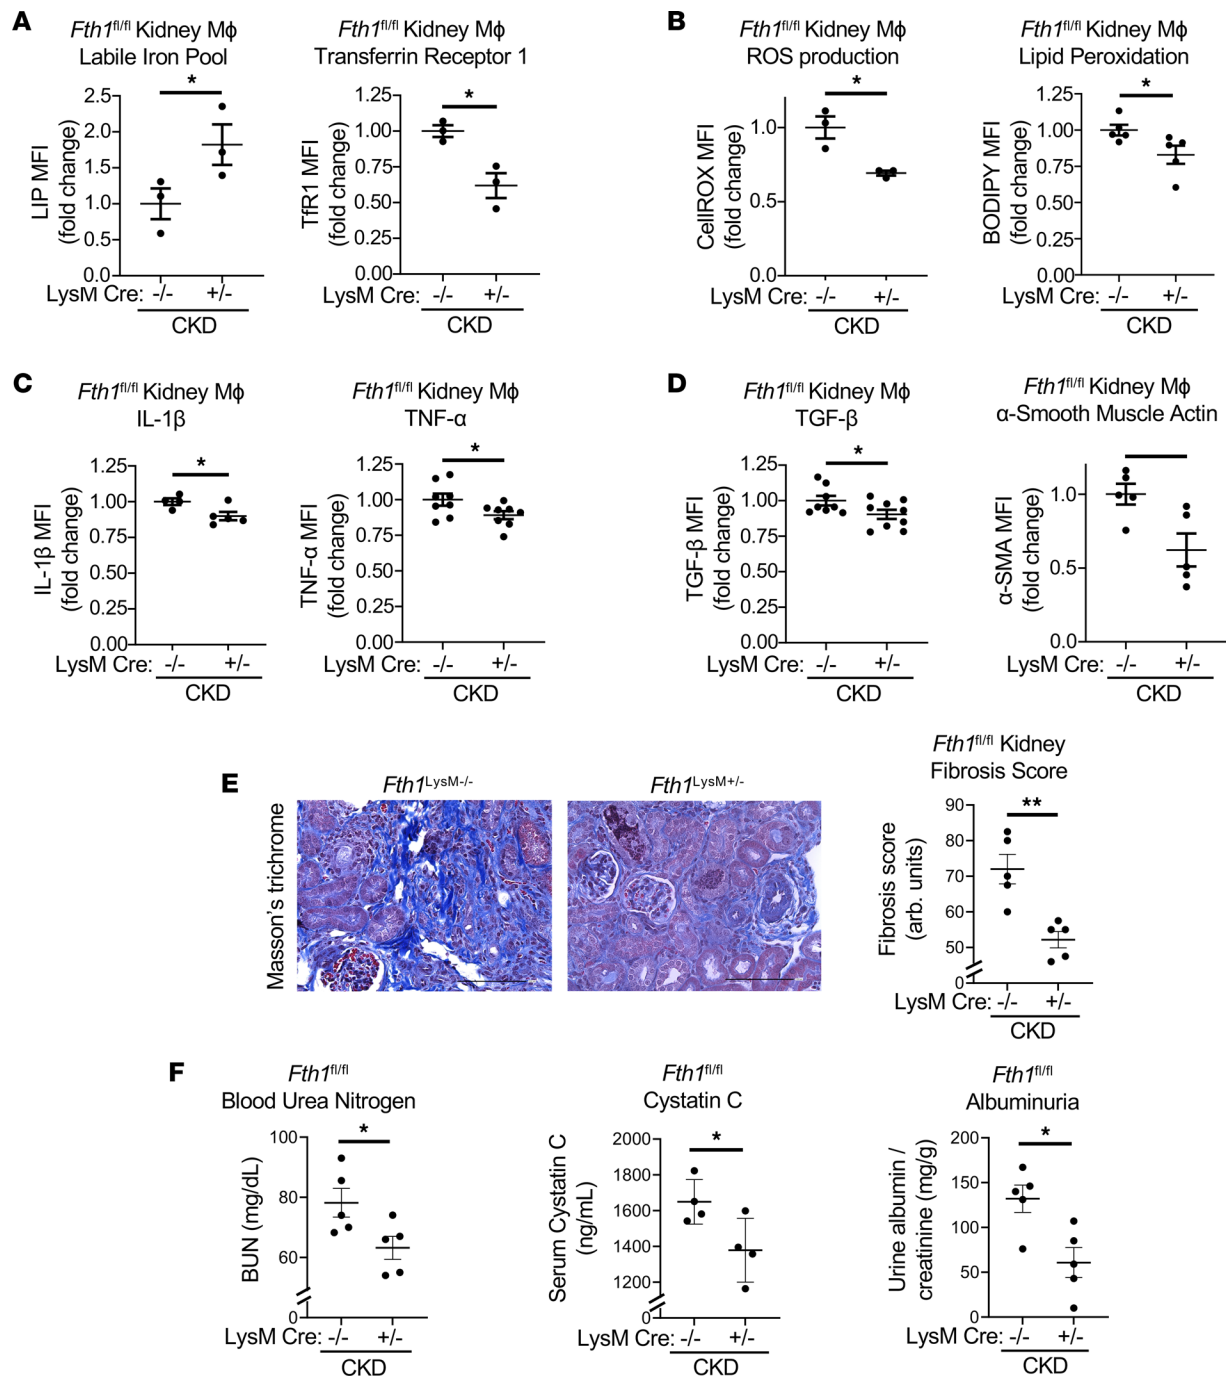 A
Fth1fl/fl Kidney Mϕ
Labile Iron Pool
*
LIP MFI
(fold change)
2.5
2.0
1.5
1.0
0.5
0.0
LysM Cre: -/- +/-
CKD
Fth1fl/fl Kidney Mϕ
Transferrin Receptor 1
*
TfR1 MFI
(fold change)
1.25
1.00
0.75
0.50
0.25
0.00
-/- +/-
CKD
B
Fth1fl/fl Kidney Mϕ
ROS production
*
CellROX MFI
(fold change)
1.0
0.5
0.0
LysM Cre: -/- +/-
CKD
Fth1fl/fl Kidney Mϕ
Lipid Peroxidation
*
BODIPY MFI
(fold change)
1.25
1.00
0.75
0.50
0.25
0.00
-/- +/-
CKD
C
Fth1fl/fl Kidney Mϕ
IL-1β
*
IL-1β MFI
(fold change)
1.25
1.00
0.75
0.50
0.25
0.00
LysM Cre: -/- +/-
CKD
Fth1fl/fl Kidney Mϕ
TNF-α
*
TNF-α MFI
(fold change)
1.25
1.00
0.75
0.50
0.25
0.00
-/- +/-
CKD
D
Fth1fl/fl Kidney Mϕ
TGF-β
*
TGF-β MFI
(fold change)
1.25
1.00
0.75
0.50
0.25
0.00
LysM Cre: -/- +/-
CKD
Fth1fl/fl Kidney Mϕ
α-Smooth Muscle Actin
α-SMA MFI
(fold change)
1.0
0.5
0.0
-/- +/-
CKD
E
Fth1LysM-/-
Fth1LysM+/-
Masson's trichrome
Fth1fl/fl Kidney
Fibrosis Score
**
Fibrosis score
(arb. units)
90
80
70
60
50
0
LysM Cre: -/- +/-
CKD
F
Fth1fl/fl
Blood Urea Nitrogen
*
BUN (mg/dL)
100
80
60
0
LysM Cre: -/- +/-
CKD
Fth1fl/fl
Cystatin C
*
Serum Cystatin C
(ng/mL)
2000
1800
1600
1400
1200
0
LysM Cre: -/- +/-
CKD
Fth1fl/fl
Albuminuria
*
Urine albumin /
creatinine (mg/g)
200
150
100
50
0
LysM Cre: -/- +/-
CKD